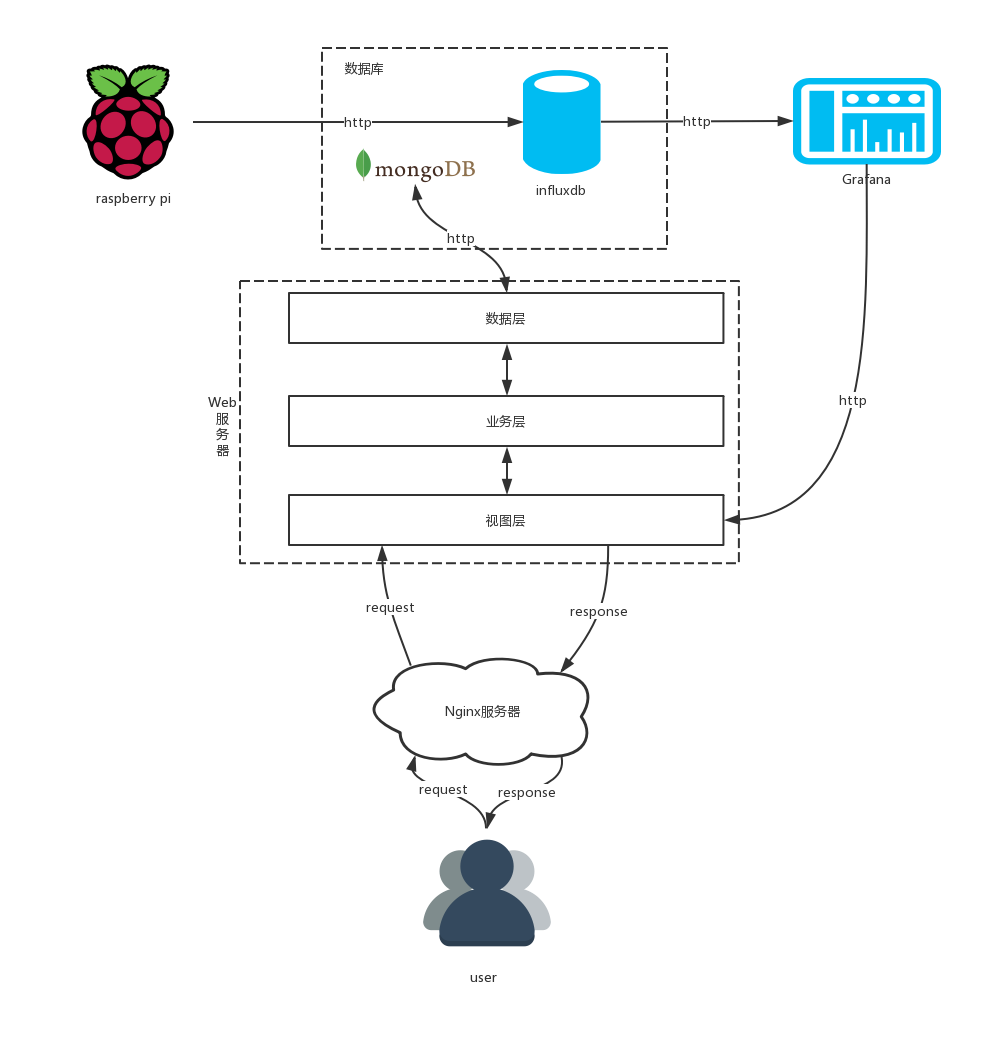 数据库
http
http
mongoDB
raspberry pi
influxdb
Grafana
http
数据层
Web
服
务
器
业务层
http
视图层
request
response
Nginx服务器
request
response
user